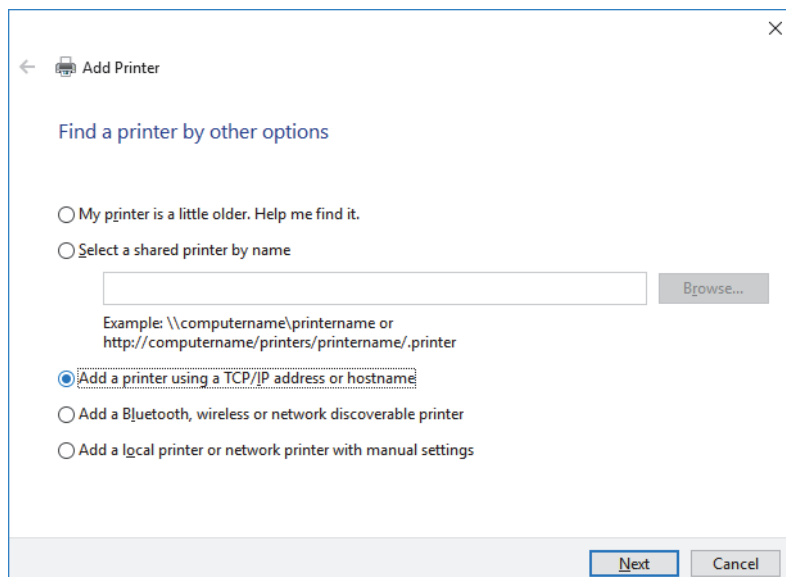 Add Printer
Find a printer by other options
My printer is a little older. Help me find it.
Select a shared printer by name
Browse...
Example: \\computername\printername or
http://computername/printers/printername/.printer
Add a printer using a TCP/IP address or hostname
Add a Bluetooth, wireless or network discoverable printer
Add a local printer or network printer with manual settings
Next Cancel